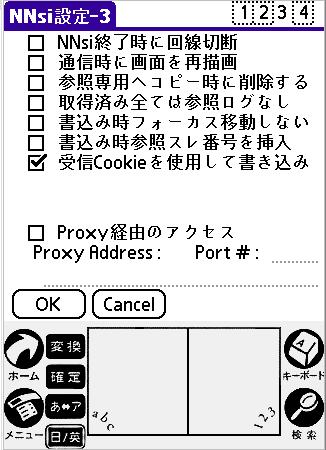 NNsi設定-3
1 2 3 4
NNsi終了時に回線切断
通信時に画面を再描画
参照専用へコピー時に削除する
取得済み全ては参照ログなし
書込み時フォーカス移動しない
書込み時参照スレ番号を挿入
受信Cookieを使用して書き込み
Proxy経由のアクセス
Proxy Address: Port #:
OK Cancel
変換
ホーム
確定
キーボード
あ↔ア
abc
123
メニュー
日/英
検索